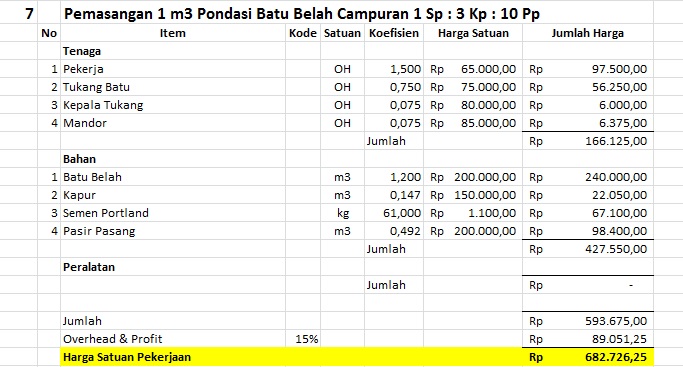 7 Pemasangan 1 m3 Pondasi Batu Belah Campuran 1 Sp : 3 Kp : 10 Pp
No Item Kode Satuan Koefisien Harga Satuan Jumlah Harga
Tenaga
1 Pekerja OH 1,500 Rp 65.000,00 Rp 97.500,00
2 Tukang Batu OH 0,750 Rp 75.000,00 Rp 56.250,00
3 Kepala Tukang OH 0,075 Rp 80.000,00 Rp 6.000,00
4 Mandor OH 0,075 Rp 85.000,00 Rp 6.375,00
Jumlah Rp 166.125,00
Bahan
1 Batu Belah m3 1,200 Rp 200.000,00 Rp 240.000,00
2 Kapur m3 0,147 Rp 150.000,00 Rp 22.050,00
3 Semen Portland kg 61,000 Rp 1.100,00 Rp 67.100,00
4 Pasir Pasang m3 0,492 Rp 200.000,00 Rp 98.400,00
Jumlah Rp 427.550,00
Peralatan
Jumlah Rp -
Jumlah Rp 593.675,00
Overhead & Profit 15% Rp 89.051,25
Harga Satuan Pekerjaan Rp 682.726,25